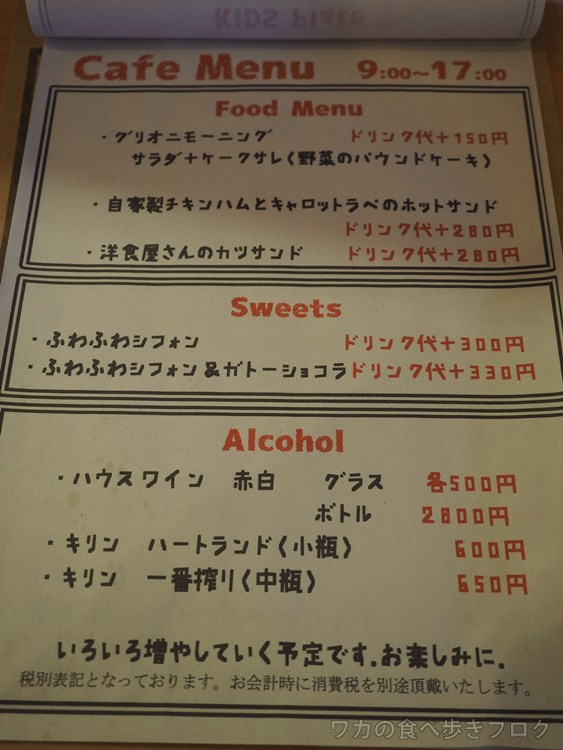 KIDS Plate
Cafe Menu 9:00~17:00
Food Menu
・グリオニモーニング ドリンク代+150円
サラダ+ケークサレ(野菜のパウンドケーキ)
・自家製チキンハムとキャロットラペのホットサンド
ドリンク代+280円
・洋食屋さんのカツサンド ドリンク代+280円
Sweets
・ふわふわシフォン ドリンク代+300円
・ふわふわシフォン&ガトーショコラドリンク代+330円
Alcohol
・ハウスワイン 赤白 グラス 各500円
ボトル 2800円
・キリン ハートランド(小瓶) 600円
・キリン 一番搾り(中瓶) 650円
いろいろ増やしていく予定です。お楽しみに。
税別表記となっております。お会計時に消費税を別途頂戴いたします。
ワカの食べ歩きブログ